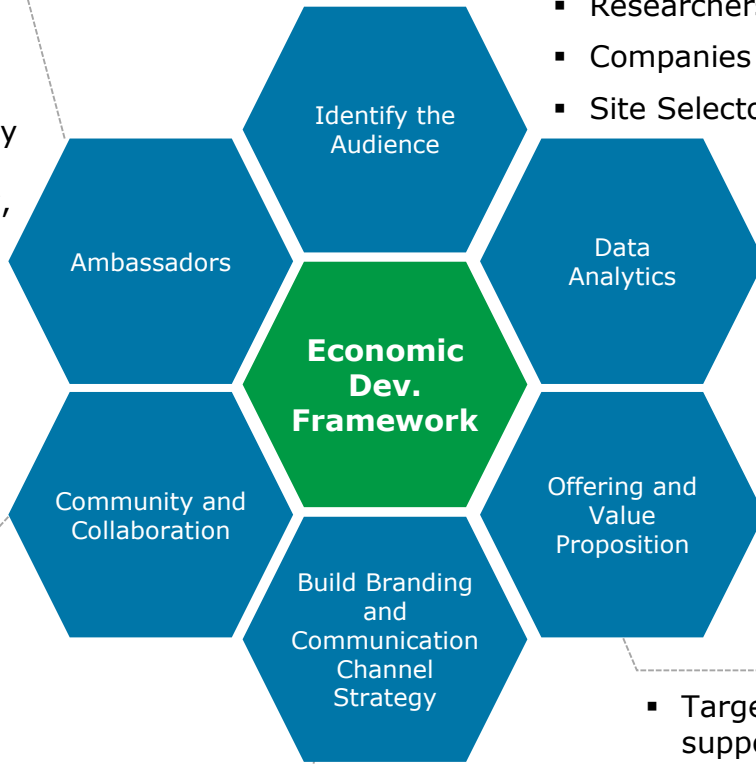 Companies
Site
y
,
Identify the
Audience
Ambassadors
Data
Analytics
Economic
Dev.
Framework
Community and
Collaboration
Offering and
Value
Proposition
Build Branding
and
Communication
Channel
Strategy